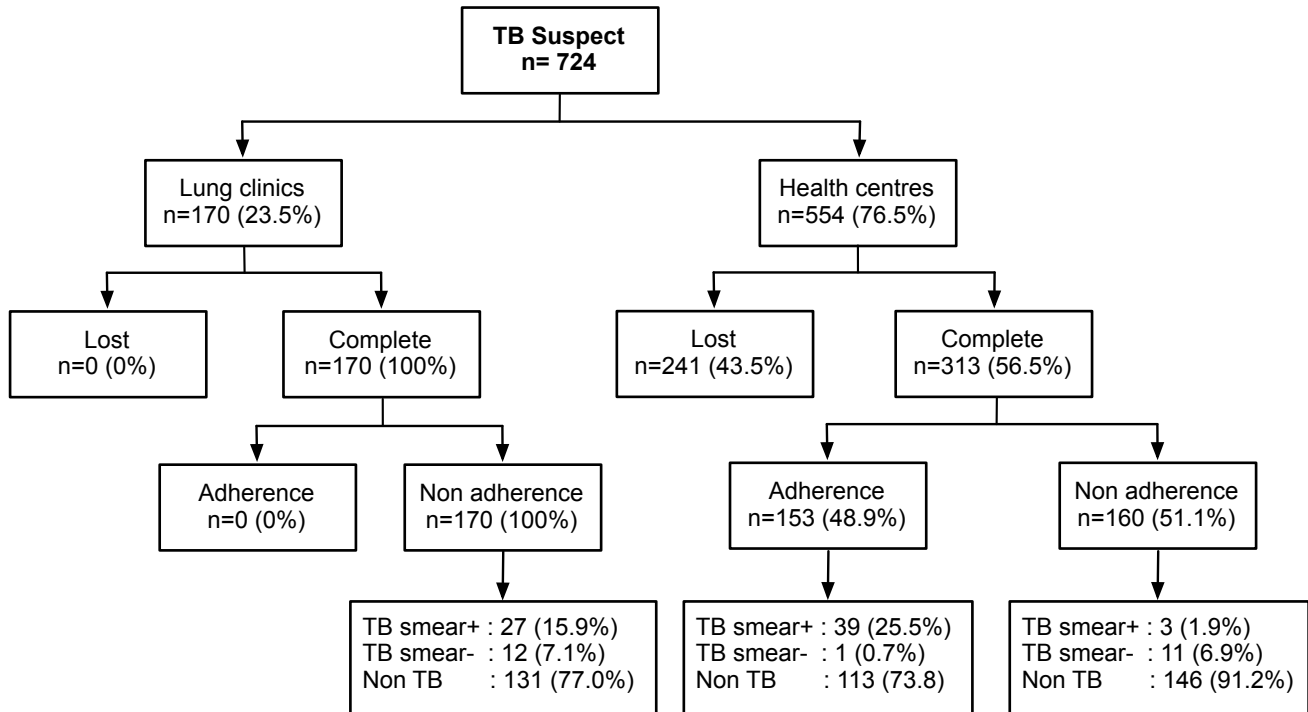 TB Suspect
n= 724
Lung clinics
n=170 (23.5%)
Health centres
n=554 (76.5%)
Lost
n=0 (0%)
Complete
n=170 (100%)
Lost
n=241 (43.5%)
Complete
n=313 (56.5%)
Adherence
n=0 (0%)
Non adherence
n=170 (100%)
Adherence
n=153 (48.9%)
Non adherence
n=160 (51.1%)
TB smear+ : 27 (15.9%)
TB smear- : 12 (7.1%)
Non TB : 131 (77.0%)
TB smear+ : 39 (25.5%)
TB smear- : 1 (0.7%)
Non TB : 113 (73.8)
TB smear+ : 3 (1.9%)
TB smear- : 11 (6.9%)
Non TB : 146 (91.2%)